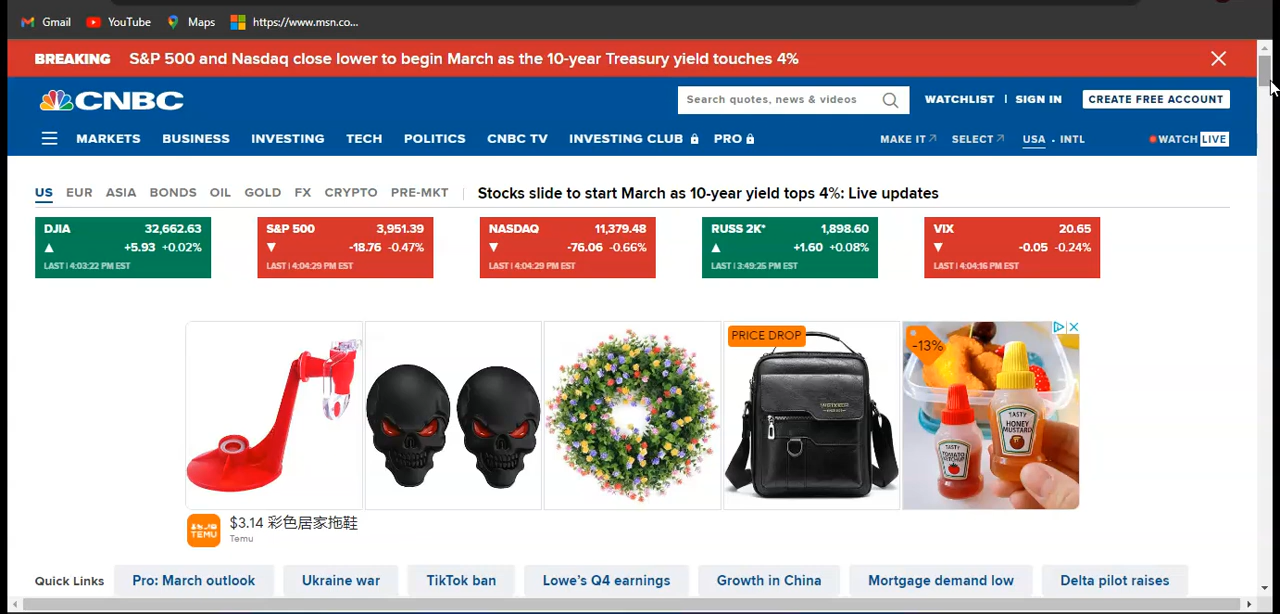 Gmail YouTube Maps https://www.msn.co...
BREAKING S&P 500 and Nasdaq close lower to begin March as the 10-year Treasury yield touches 4%
CNBC Search quotes, news & videos WATCHLIST | SIGN IN CREATE FREE ACCOUNT
MARKETS BUSINESS INVESTING TECH POLITICS CNBC TV INVESTING CLUB PRO MAKE IT SELECT USA • INTL WATCH LIVE
US EUR ASIA BONDS OIL GOLD FX CRYPTO PRE-MKT Stocks slide to start March as 10-year yield tops 4%: Live updates
DJIA 32,662.63
+5.93 +0.02%
LAST | 4:03:22 PM EST
S&P 500 3,951.39
-18.76 -0.47%
LAST | 4:04:29 PM EST
NASDAQ 11,379.48
-76.06 -0.66%
LAST | 4:04:29 PM EST
RUSS 2K* 1,898.60
+1.60 +0.08%
LAST | 3:49:25 PM EST
VIX 20.65
-0.05 -0.24%
LAST | 4:04:16 PM EST
PRICE DROP
-13%
TASTY
TOMATO
KETCHUP
TASTY
HONEY
MUSTARD
TEMU
$3.14 彩色居家拖鞋
Temu
Quick Links Pro: March outlook Ukraine war TikTok ban Lowe's Q4 earnings Growth in China Mortgage demand low Delta pilot raises